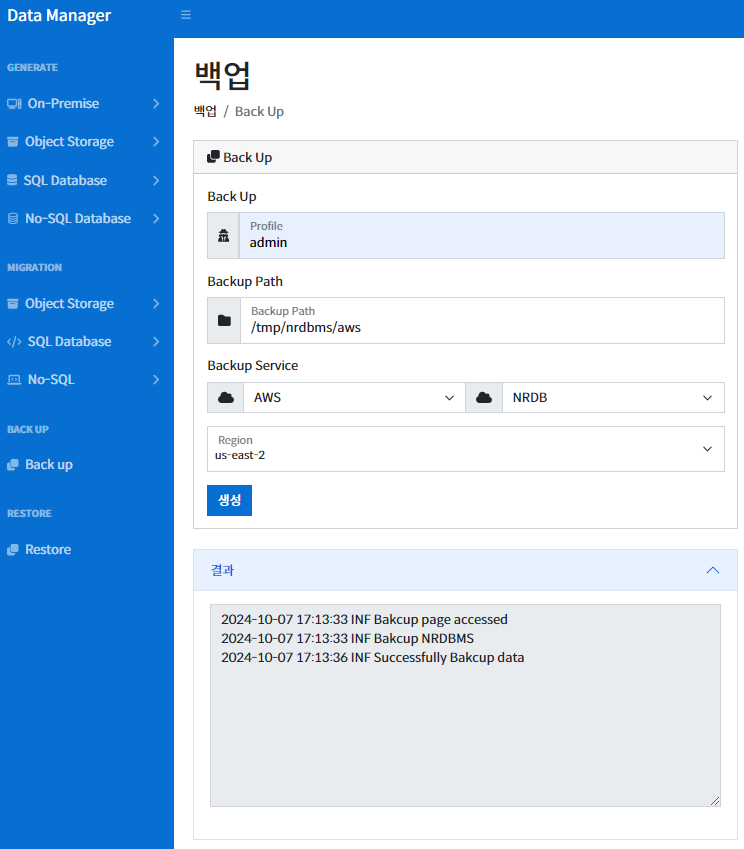 Data Manager
GENERATE
On-Premise
Object Storage
SQL Database
No-SQL Database
MIGRATION
Object Storage
SQL Database
No-SQL
BACK UP
Back up
RESTORE
Restore
백업
백업 / Back Up
Back Up
Back Up
Profile
admin
Backup Path
Backup Path
/tmp/nrdbms/aws
Backup Service
AWS NRDB
Region
us-east-2
생성
결과
2024-10-07 17:13:33 INF Bakcup page accessed
2024-10-07 17:13:33 INF Bakcup NRDBMS
2024-10-07 17:13:36 INF Successfully Bakcup data